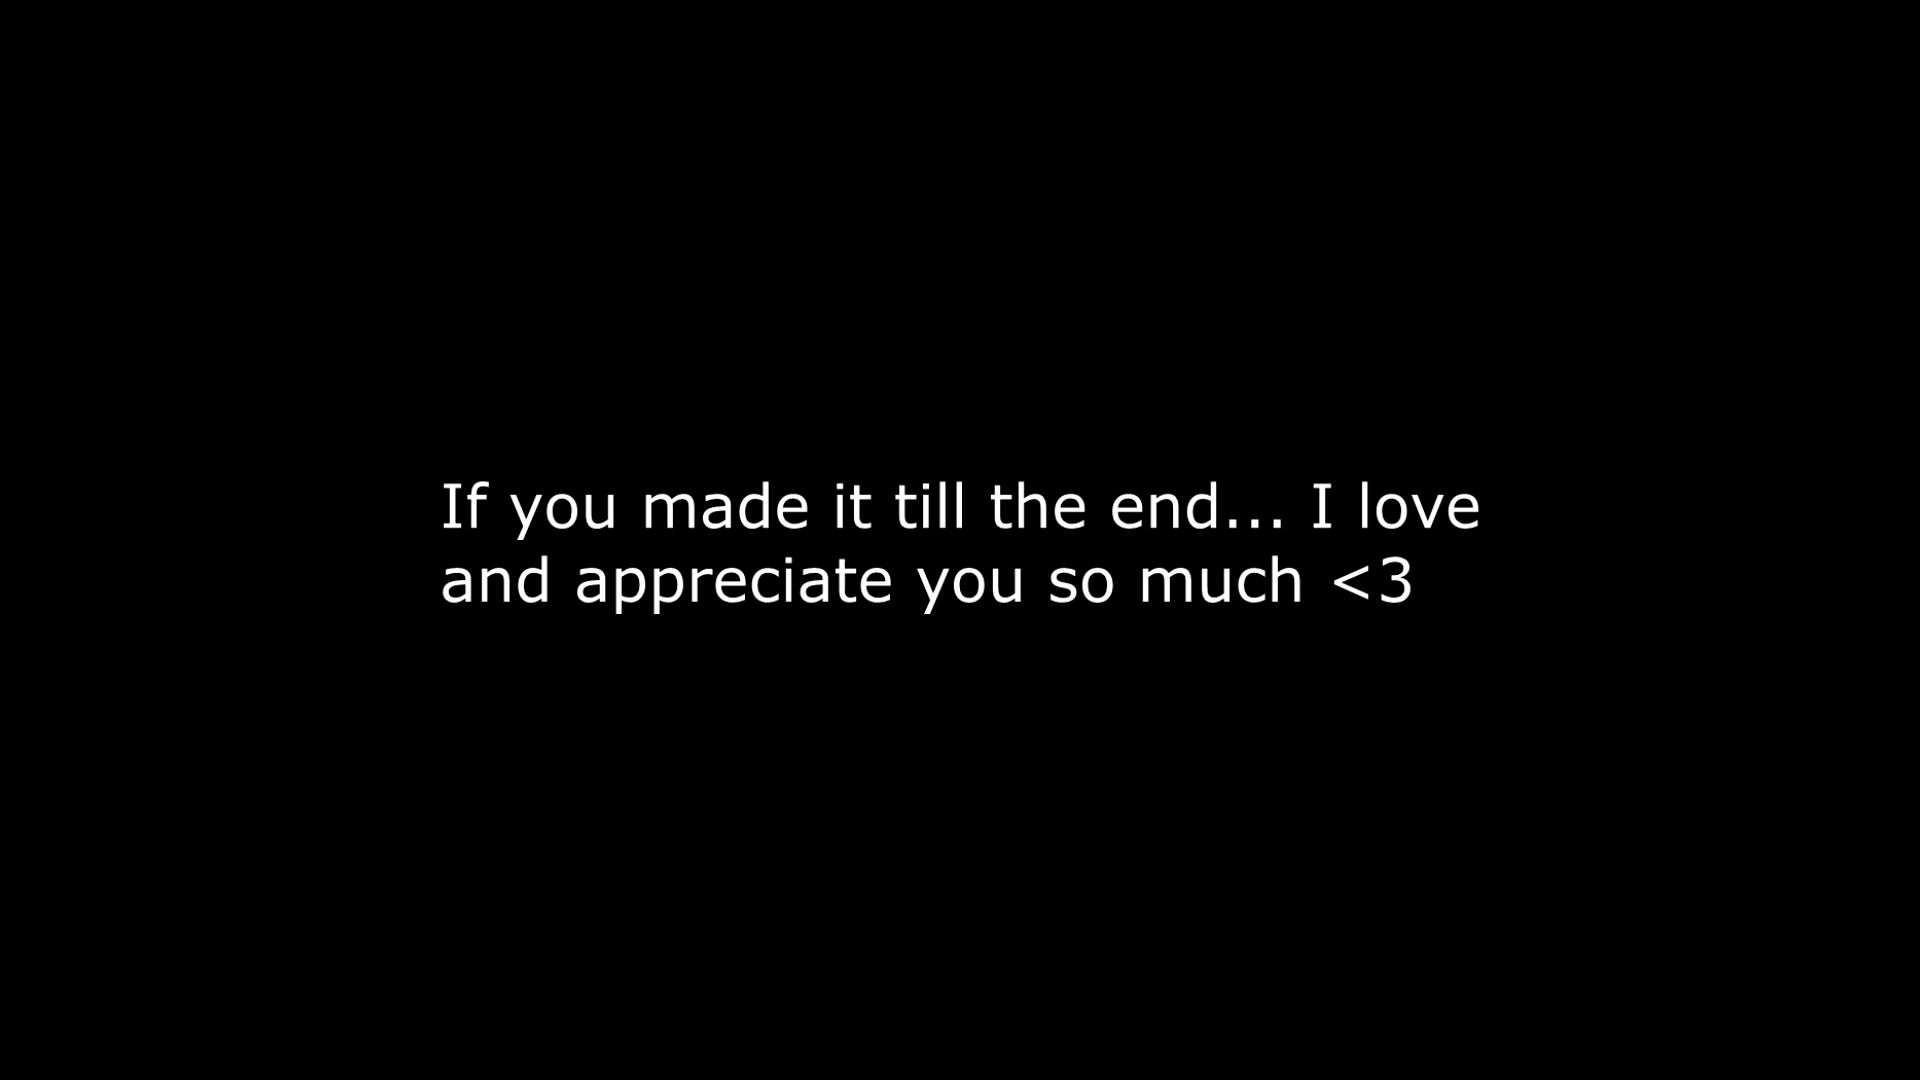 If you made it till the end... I love
and appreciate you so much <3